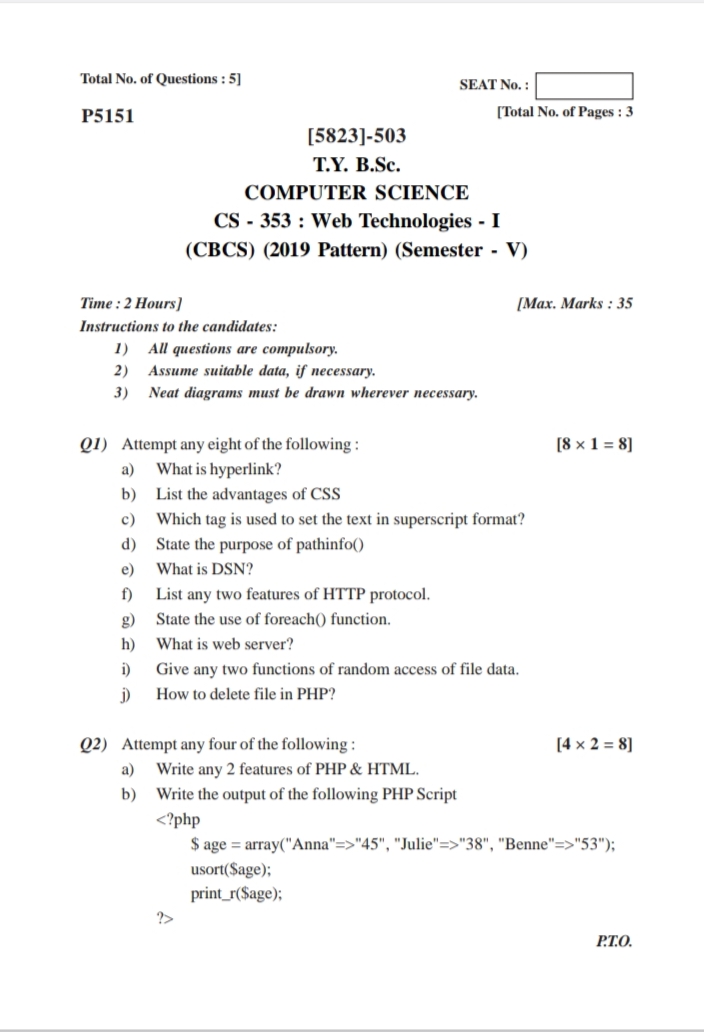 Total No. of Questions : 5]
SEAT No. :
P5151
[Total No. of Pages : 3
[5823]-503
T.Y. B.Sc.
COMPUTER SCIENCE
CS - 353 : Web Technologies - I
(CBCS) (2019 Pattern) (Semester - V)
Time : 2 Hours]
[Max. Marks : 35
Instructions to the candidates:
1) All questions are compulsory.
2) Assume suitable data, if necessary.
3) Neat diagrams must be drawn wherever necessary.
Q1) Attempt any eight of the following : [8 × 1 = 8]
a) What is hyperlink?
b) List the advantages of CSS
c) Which tag is used to set the text in superscript format?
d) State the purpose of pathinfo()
e) What is DSN?
f) List any two features of HTTP protocol.
g) State the use of foreach() function.
h) What is web server?
i) Give any two functions of random access of file data.
j) How to delete file in PHP?
Q2) Attempt any four of the following : [4 × 2 = 8]
a) Write any 2 features of PHP & HTML.
b) Write the output of the following PHP Script
<?php
$ age = array("Anna"=>"45", "Julie"=>"38", "Benne"=>"53");
usort($age);
print_r($age);
?>
P.T.O.